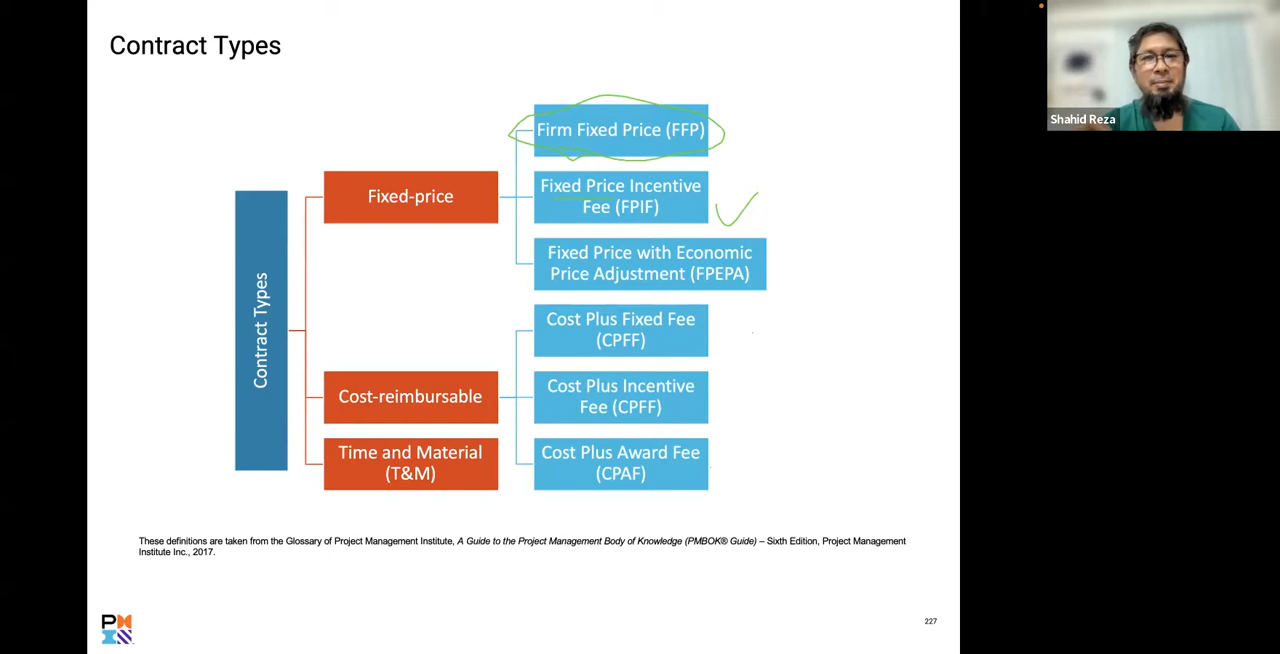 Contract Types
Shahid Reza
Firm Fixed Price (FFP)
Fixed-price
Fixed Price Incentive
Fee (FPIF)
Fixed Price with Economic
Price Adjustment (FPEPA)
Contract Types
Cost Plus Fixed Fee
(CPFF)
Cost-reimbursable
Cost Plus Incentive
Fee (CPFF)
Time and Material
(T&M)
Cost Plus Award Fee
(CPAF)
These definitions are taken from the Glossary of Project Management Institute, A Guide to the Project Management Body of Knowledge (PMBOK® Guide) – Sixth Edition, Project Management
Institute Inc., 2017.
PMI
227